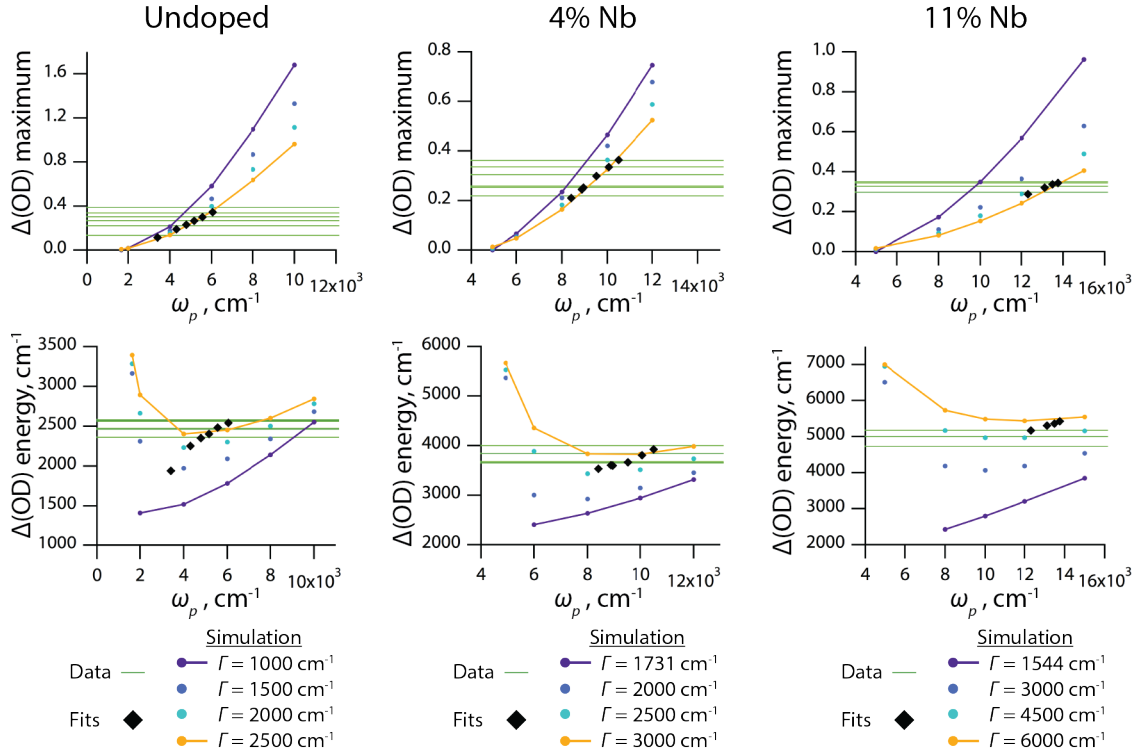 Undoped
4% Nb
11% Nb
Δ(OD) maximum
1.6
1.2
0.8
0.4
0.0
0
2
4
6
8
10
12x10³
ωp , cm⁻¹
Δ(OD) maximum
0.8
0.6
0.4
0.2
0.0
4
6
8
10
12
14x10³
ωp , cm⁻¹
Δ(OD) maximum
1.0
0.8
0.6
0.4
0.2
0.0
4
6
8
10
12
14
16x10³
ωp , cm⁻¹
Δ(OD) energy, cm⁻¹
3500
3000
2500
2000
1500
1000
0
2
4
6
8
10x10³
ωp , cm⁻¹
Δ(OD) energy, cm⁻¹
6000
5000
4000
3000
2000
4
6
8
10
12x10³
ωp , cm⁻¹
Δ(OD) energy, cm⁻¹
7000
6000
5000
4000
3000
2000
4
6
8
10
12
14
16x10³
ωp , cm⁻¹
Simulation
Data
Fits
Γ = 1000 cm⁻¹
Γ = 1500 cm⁻¹
Γ = 2000 cm⁻¹
Γ = 2500 cm⁻¹
Simulation
Data
Fits
Γ = 1731 cm⁻¹
Γ = 2000 cm⁻¹
Γ = 2500 cm⁻¹
Γ = 3000 cm⁻¹
Simulation
Data
Fits
Γ = 1544 cm⁻¹
Γ = 3000 cm⁻¹
Γ = 4500 cm⁻¹
Γ = 6000 cm⁻¹